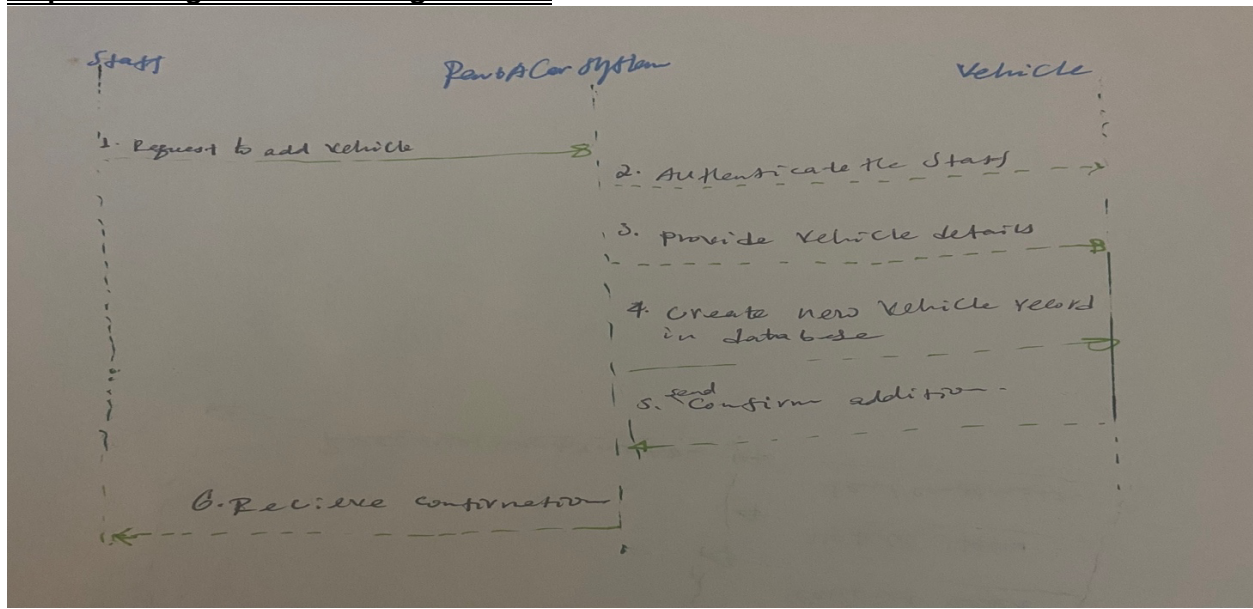 Staff
RentACar System
Vehicle
1. Request to add vehicle
2. Authenticate the Staff
3. Provide vehicle details
4. Create new vehicle record
in database
send
5. Confirm addition.
6. Recieve confirmation